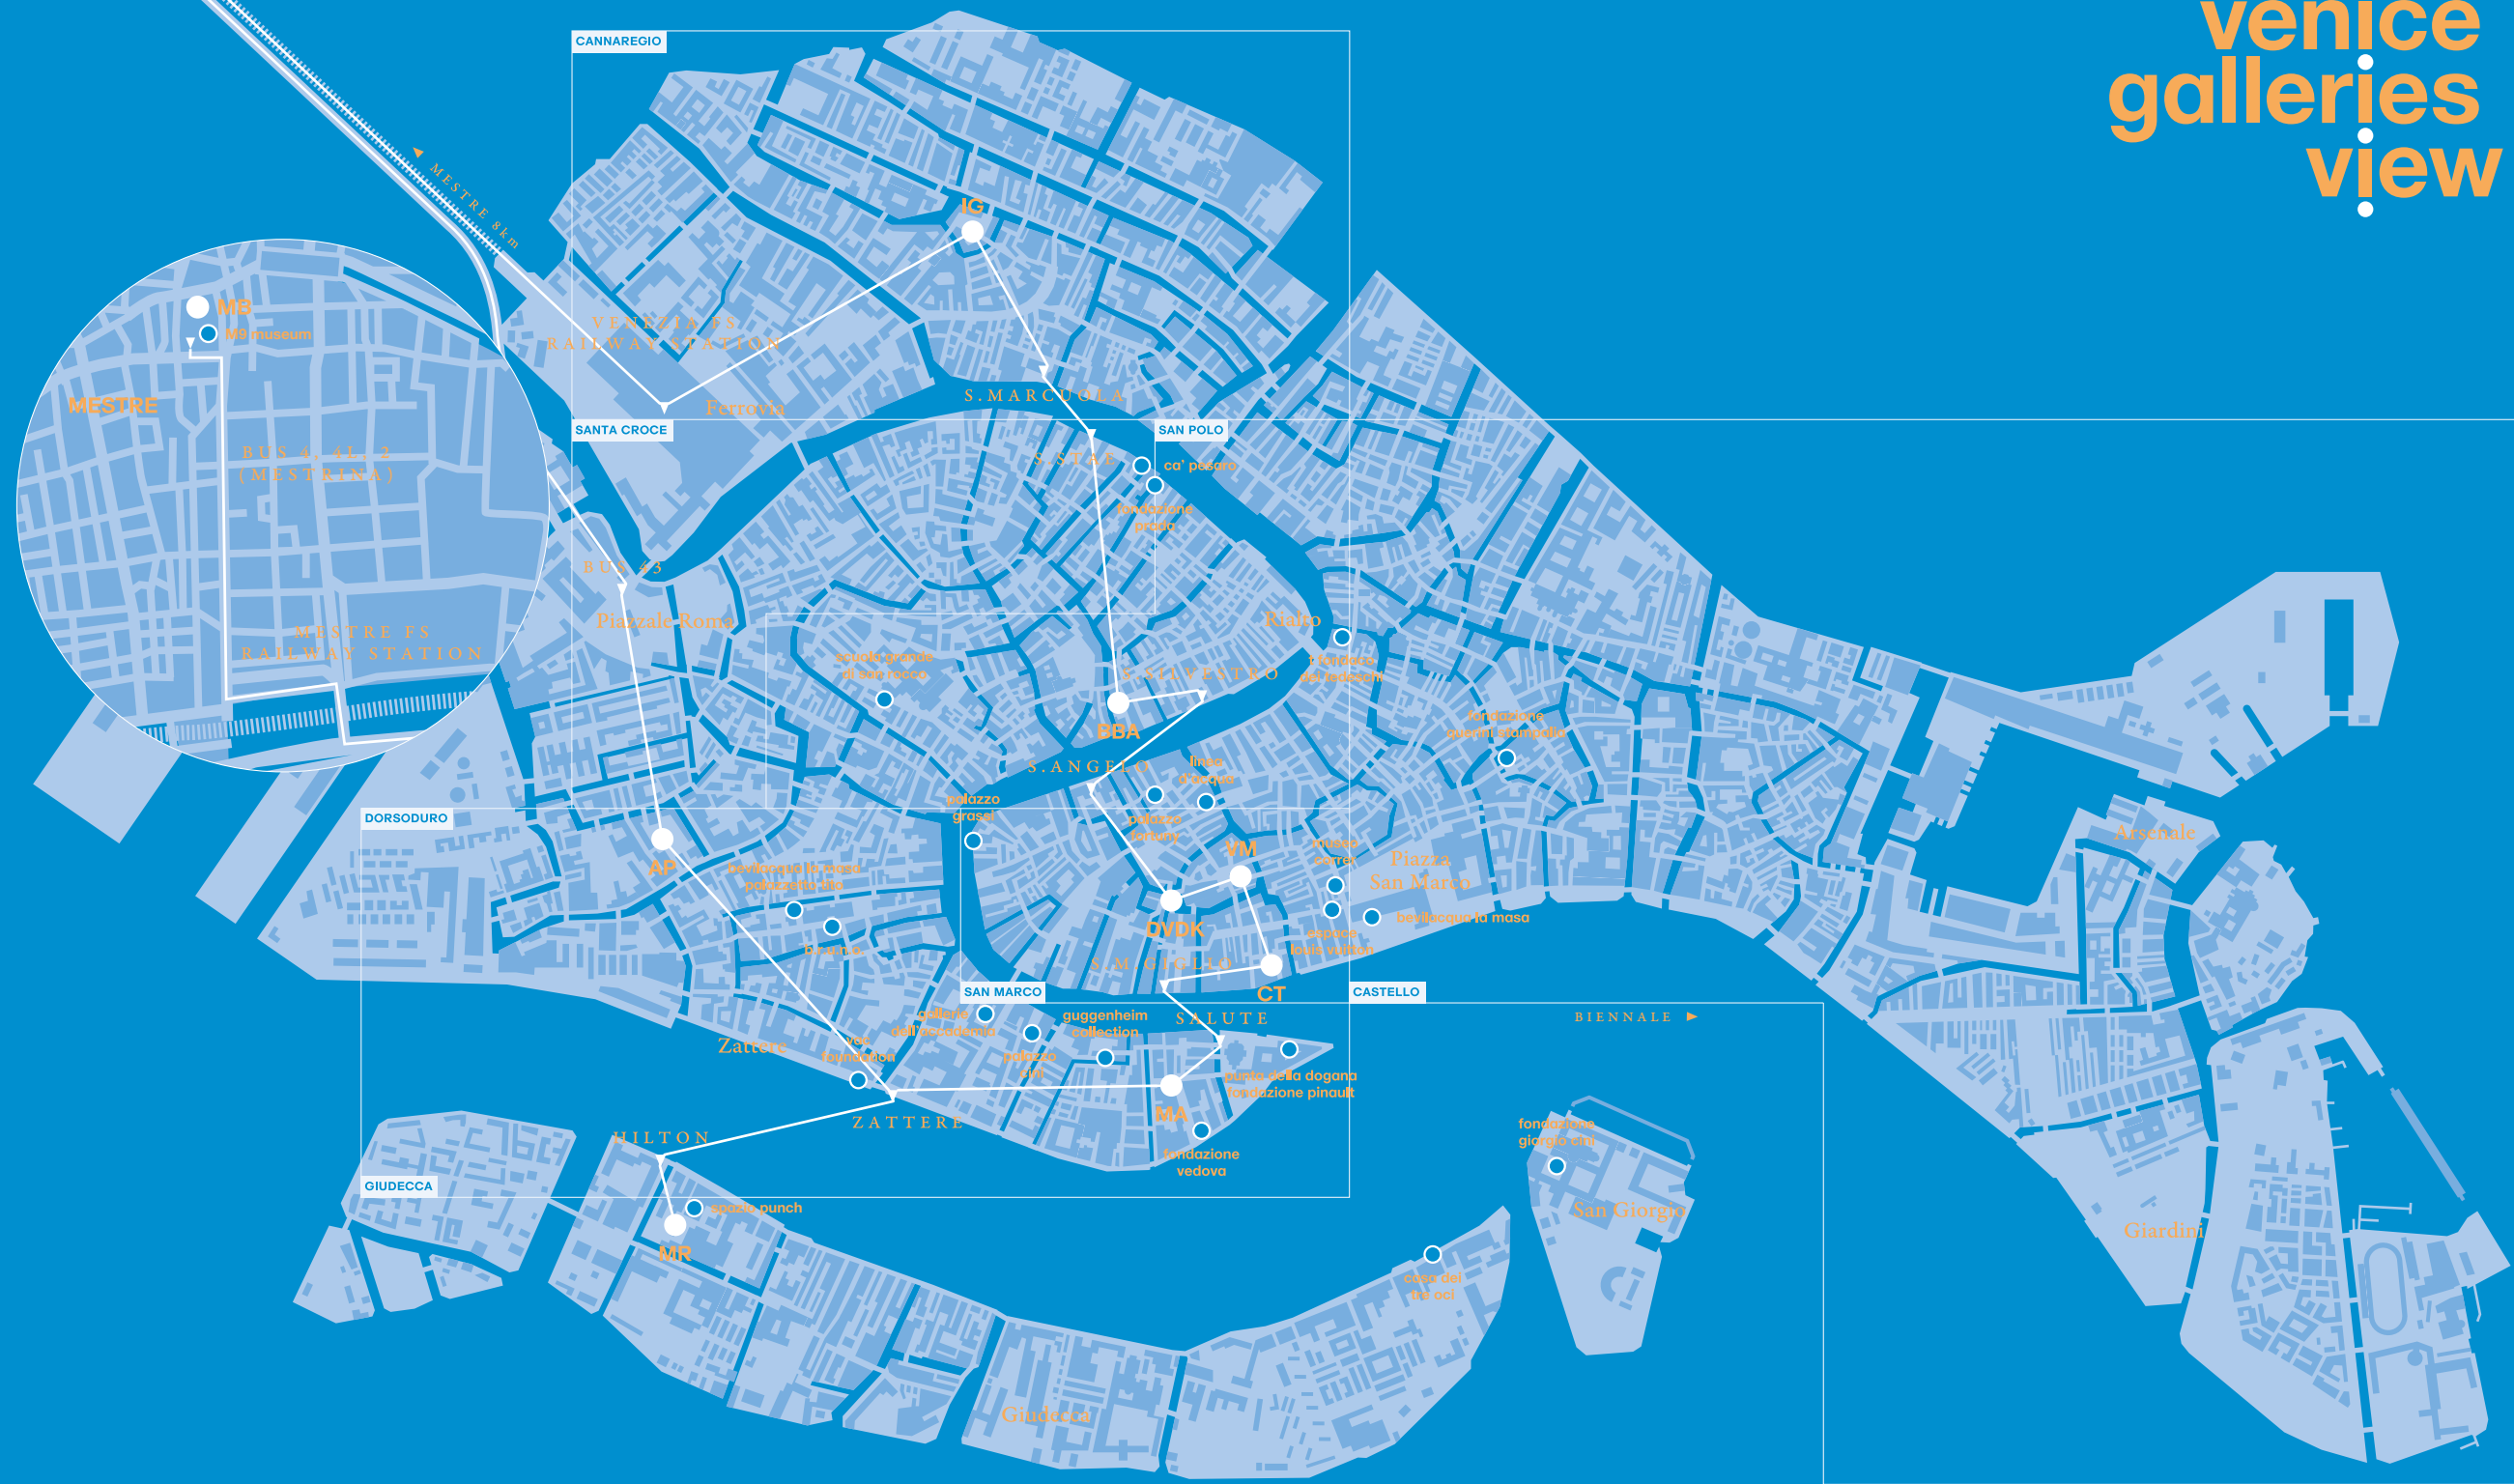 venice
galleries
view
CANNAREGIO
MESTRE 8km
IG
MB
M9 museum
VENEZIA FS
RAILWAY STATION
MESTRE
S.MARCUOLA
Ferrovia
SANTA CROCE
SAN POLO
BUS 4, 4L, 2
(MESTRINA)
S.STAE
ca' pesaro
fondazione
prada
BUS 43
Piazzale Roma
Rialto
MESTRE FS
RAILWAY STATION
scuola grande
di san rocco
t fondaco
dei tedeschi
S.SILVESTRO
BBA
fondazione
querini stampalia
S.ANGELO
linea
d'acqua
palazzo
grassi
DORSODURO
palazzo
fortuny
Arsenale
AP
VM
museo
correr
Piazza
San Marco
bevilacqua la masa
palazzetto tito
DVDK
bevilacqua la masa
b.r.u.n.o.
espace
louis vuitton
S.M.GIGLIO
SAN MARCO
CT
CASTELLO
gallerie
dell'accademia
guggenheim
collection
SALUTE
BIENNALE
Zattere
vac
foundation
palazzo
cini
punta della dogana
fondazione pinault
MA
ZATTERE
HILTON
fondazione
giorgio cini
fondazione
vedova
GIUDECCA
spazio punch
San Giorgio
Giardini
MR
casa dei
tre oci
Giudecca